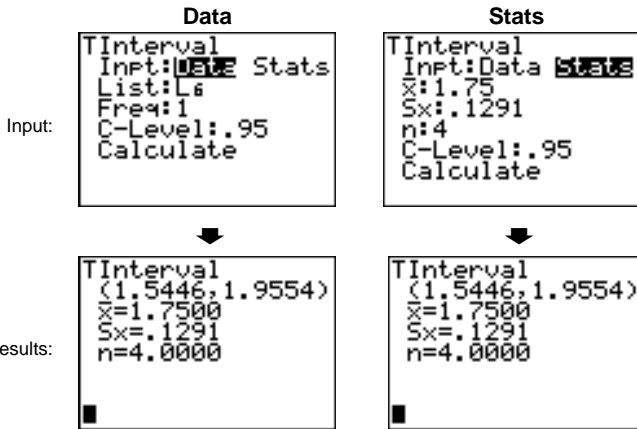 Data
Stats
Input:
TInterval
Inpt:Data Stats
List:L₆
Freq:1
C-Level:.95
Calculate
TInterval
Inpt:Data Stats
x̄:1.75
Sx:.1291
n:4
C-Level:.95
Calculate
esults:
TInterval
(1.5446,1.9554)
x̄=1.7500
Sx=.1291
n=4.0000
TInterval
(1.5446,1.9554)
x̄=1.7500
Sx=.1291
n=4.0000